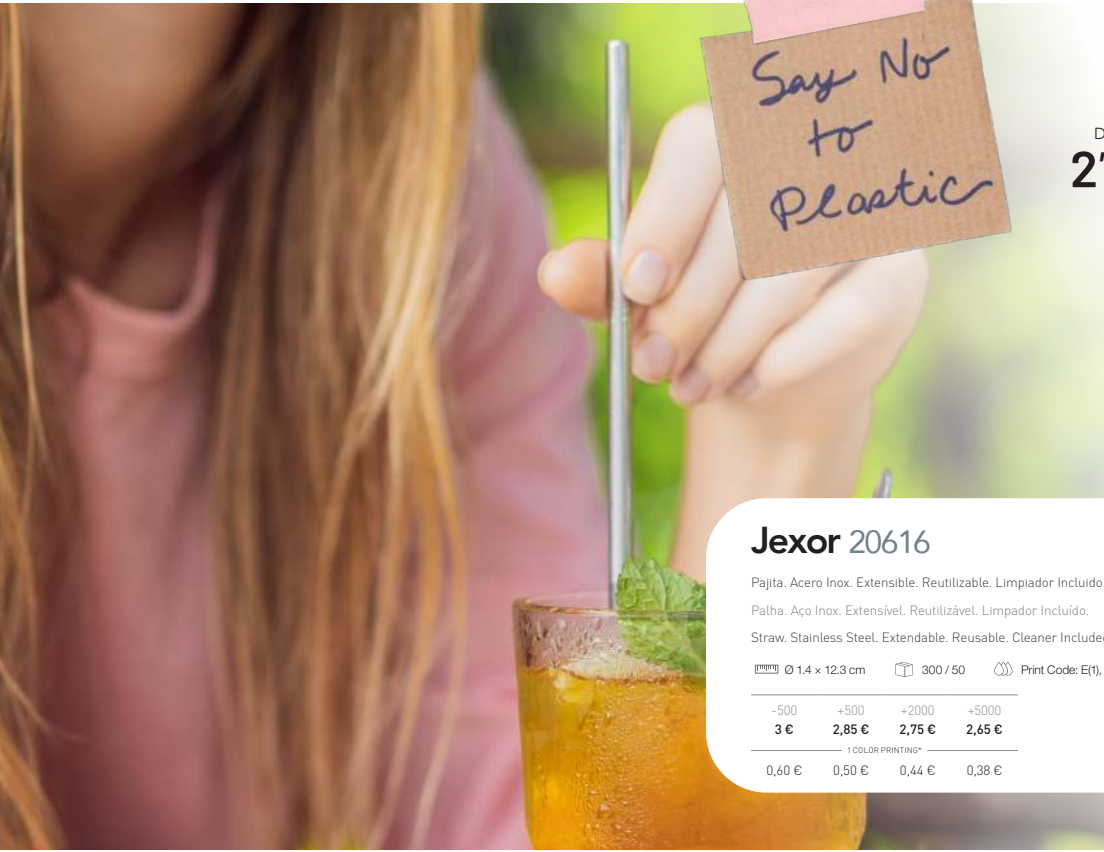 Say No
to
Plastic
D
2'
Jexor 20616
Pajita. Acero Inox. Extensible. Reutilizable. Limpiador Incluido.
Palha. Aço Inox. Extensível. Reutilizável. Limpador Incluído.
Straw. Stainless Steel. Extendable. Reusable. Cleaner Included
Ø 1.4 × 12.3 cm 300 / 50 Print Code: E(1),
-500 +500 +2000 +5000
3 € 2,85 € 2,75 € 2,65 €
1 COLOR PRINTING*
0,60 € 0,50 € 0,44 € 0,38 €